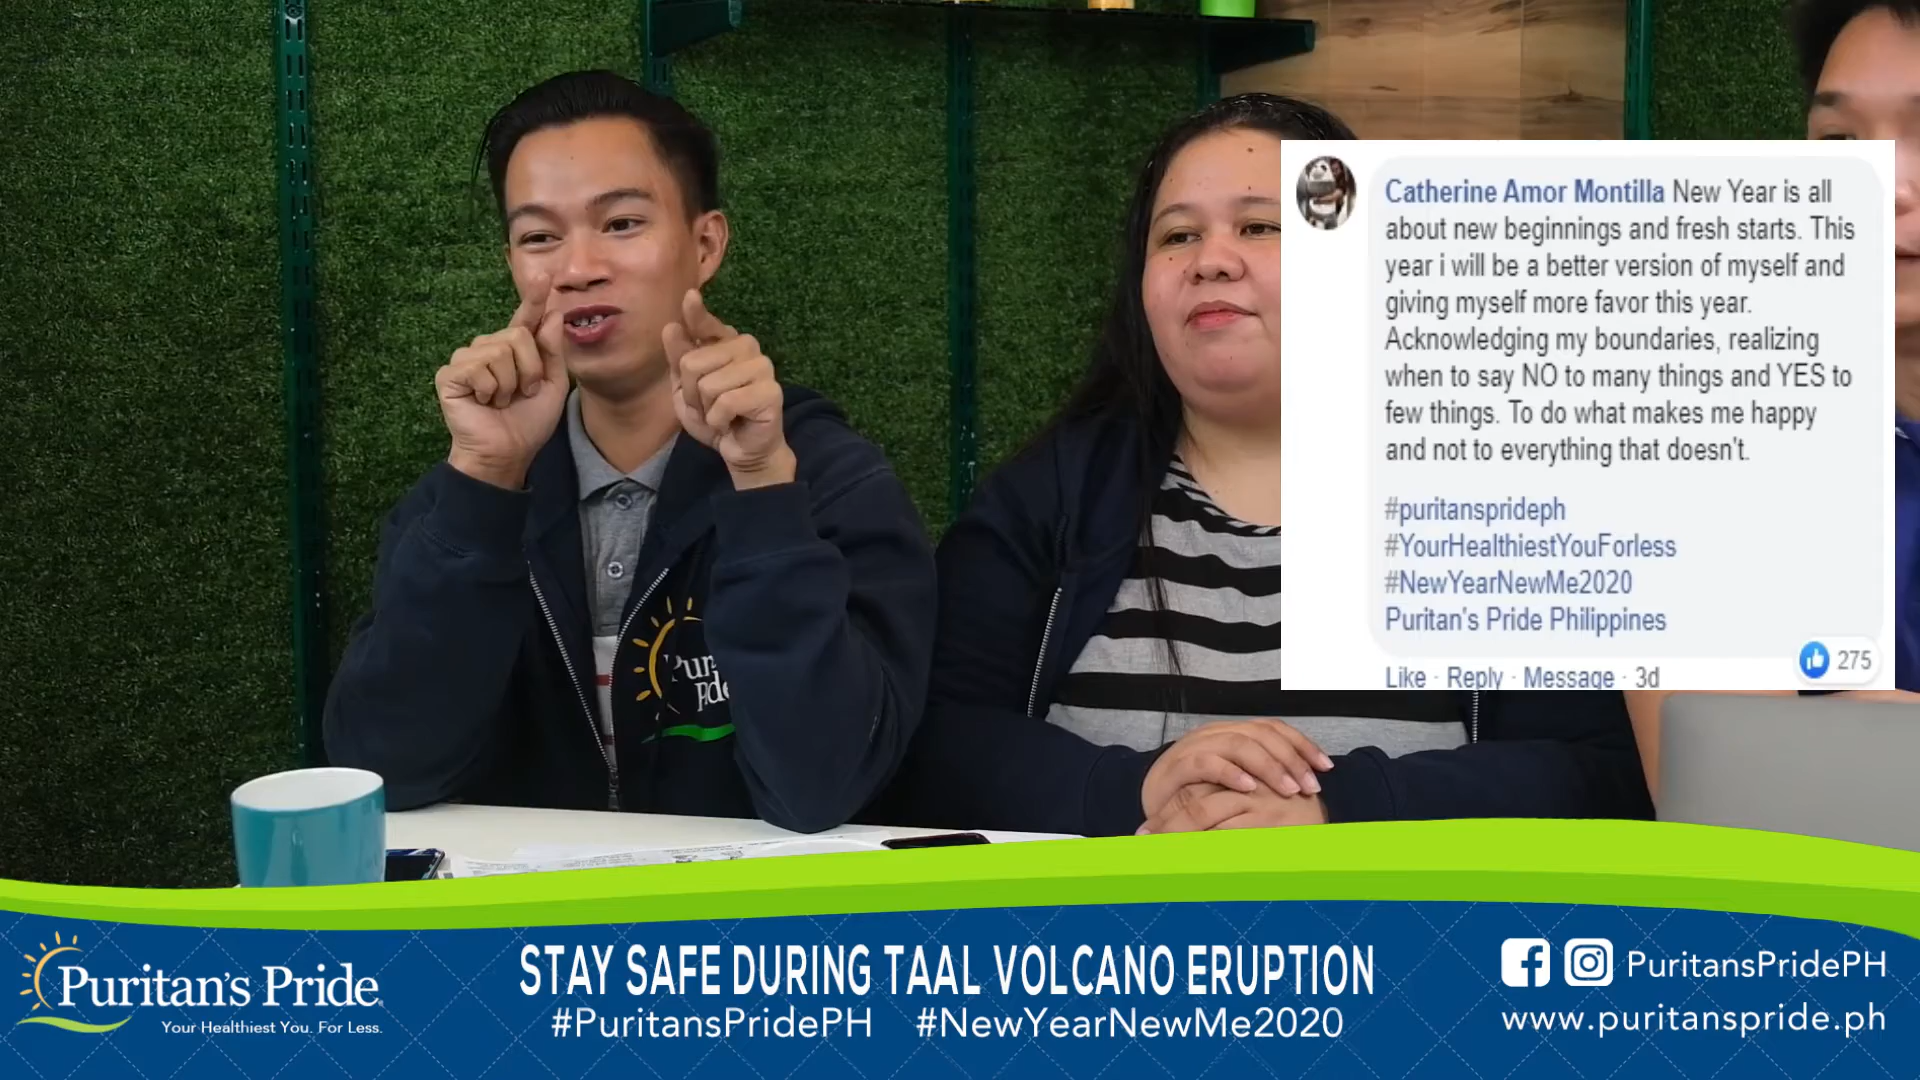 Catherine Amor Montilla New Year is all
about new beginnings and fresh starts. This
year i will be a better version of myself and
giving myself more favor this year.
Acknowledging my boundaries, realizing
when to say NO to many things and YES to
few things. To do what makes me happy
and not to everything that doesn't.
#puritansprideph
#YourHealthiestYouForless
#NewYearNewMe2020
Puritan's Pride Philippines
275
Like · Reply · Message · 3d
Puritan's Pride
Your Healthiest You. For Less.
STAY SAFE DURING TAAL VOLCANO ERUPTION
#PuritansPridePH #NewYearNewMe2020
PuritansPridePH
www.puritanspride.ph